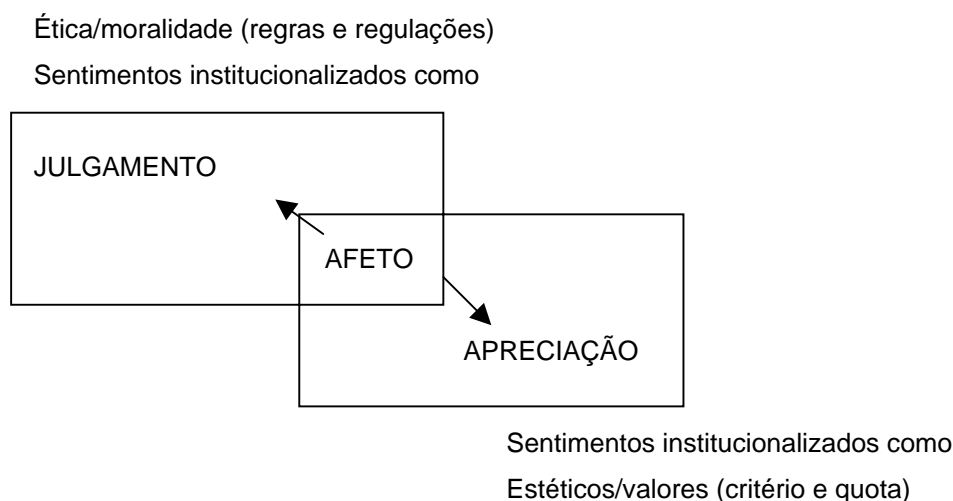 Ética/moralidade (regras e regulações)
Sentimentos institucionalizados como
JULGAMENTO
AFETO
APRECIAÇÃO
Sentimentos institucionalizados como
Estéticos/valores (critério e quota)